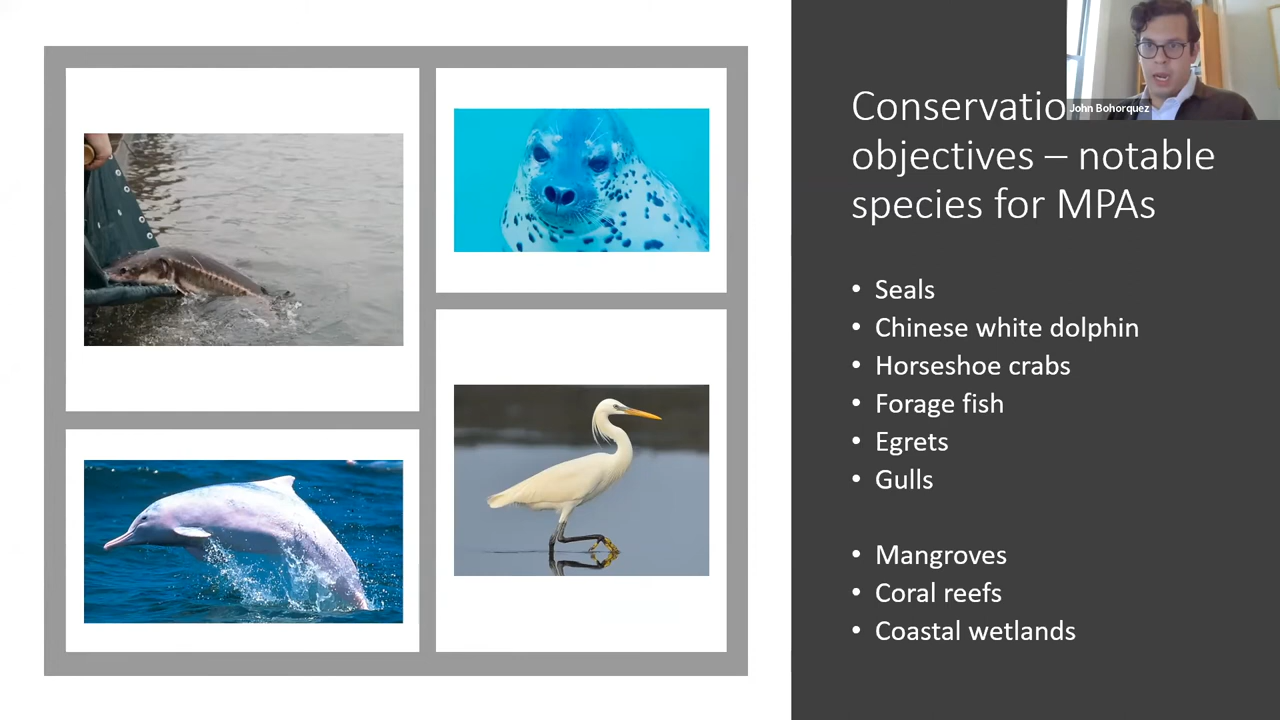 Conservatio
John Bohorquez
objectives – notable
species for MPAs
• Seals
• Chinese white dolphin
• Horseshoe crabs
• Forage fish
• Egrets
• Gulls
• Mangroves
• Coral reefs
• Coastal wetlands